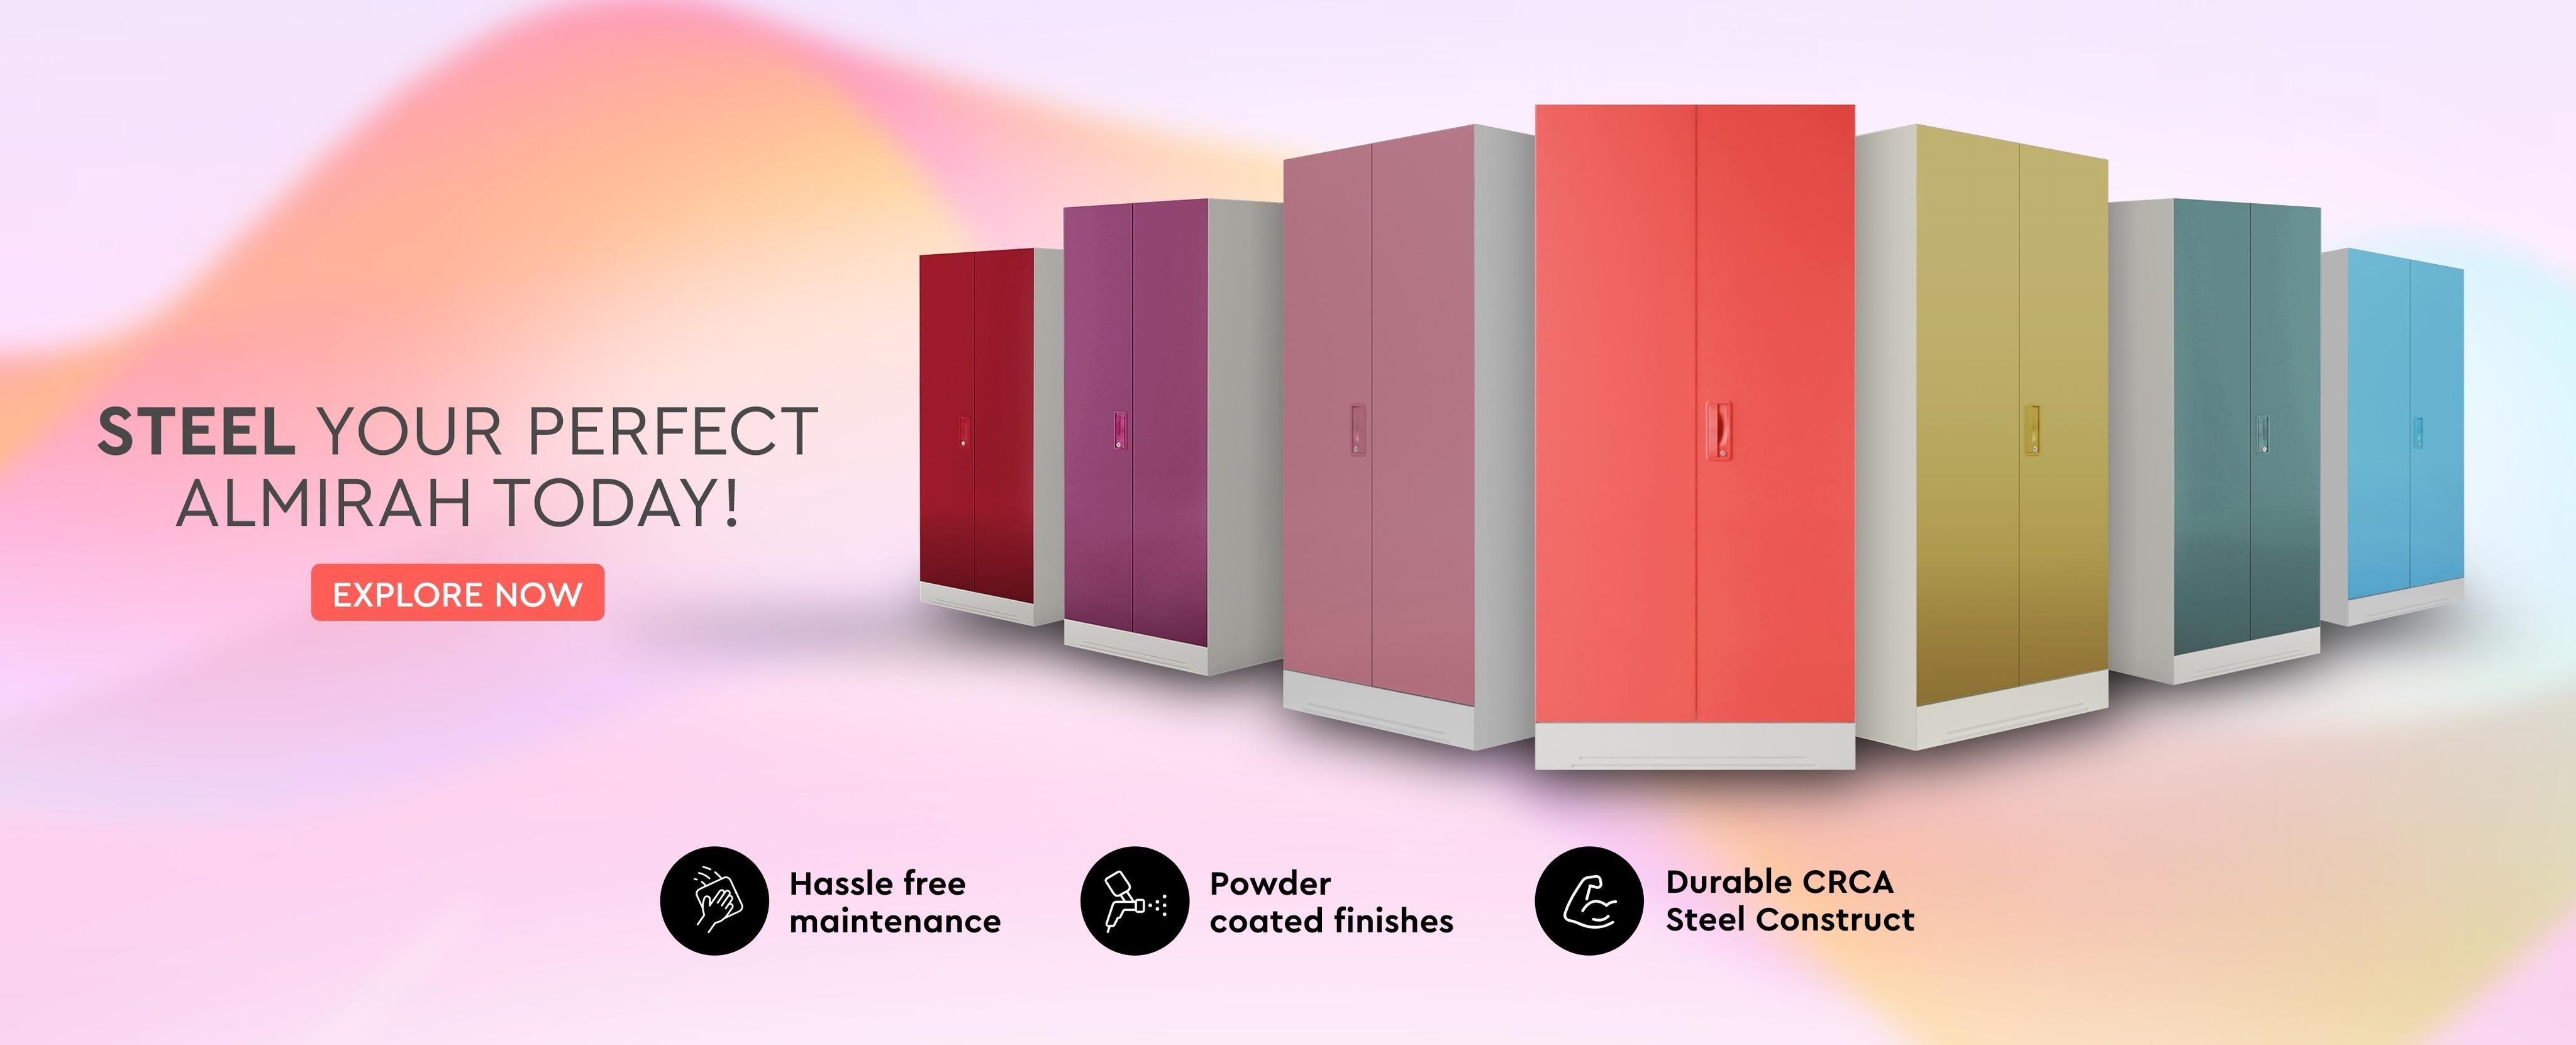 STEEL YOUR PERFECT
ALMIRAH TODAY!
EXPLORE NOW
Hassle free
maintenance
Powder
coated finishes
Durable CRCA
Steel Construct